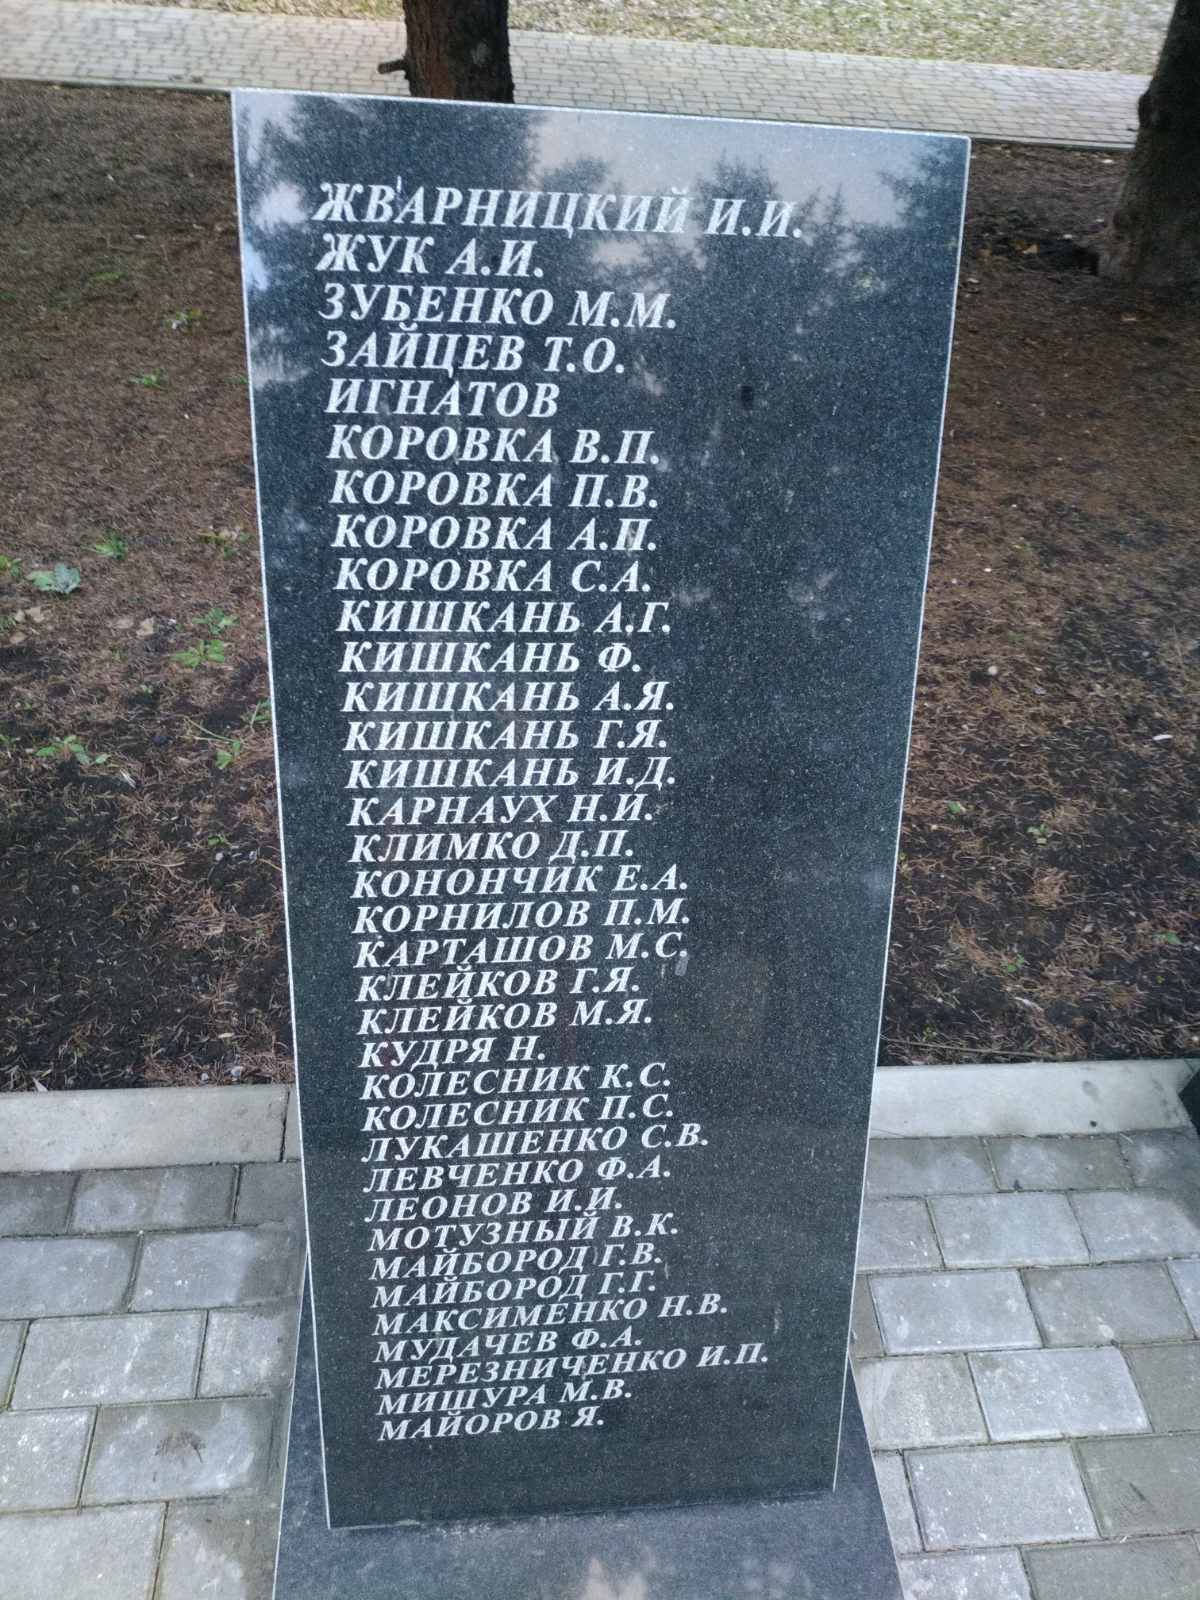 ЖВАРНИЦКИЙ И.И.
ЖУК А.И.
ЗУБЕНКО М.М.
ЗАЙЦЕВ Т.О.
ИГНАТОВ
КОРОВКА В.П.
КОРОВКА П.В.
КОРОВКА А.П.
КОРОВКА С.А.
КИШКАНЬ А.Г.
КИШКАНЬ Ф.
КИШКАНЬ А.Я.
КИШКАНЬ Г.Я.
КИШКАНЬ И.Д.
КАРНАУХ Н.И.
КЛИМКО Д.П.
КОНОНЧИК Е.А.
КОРНИЛОВ П.М.
КАРТАШОВ М.С.
КЛЕЙКОВ Г.Я.
КЛЕЙКОВ М.Я.
КУДРЯ Н.
КОЛЕСНИК К.С.
КОЛЕСНИК П.С.
ЛУКАШЕНКО С.В.
ЛЕВЧЕНКО Ф.А.
ЛЕОНОВ И.И.
МОТУЗНЫЙ В.К.
МАЙБОРОД Г.В.
МАЙБОРОД Г.Г.
МАКСИМЕНКО Н.В.
МУДАЧЕВ Ф.А.
МЕРЕЗНИЧЕНКО И.П.
МИШУРА М.В.
МАЙОРОВ Я.